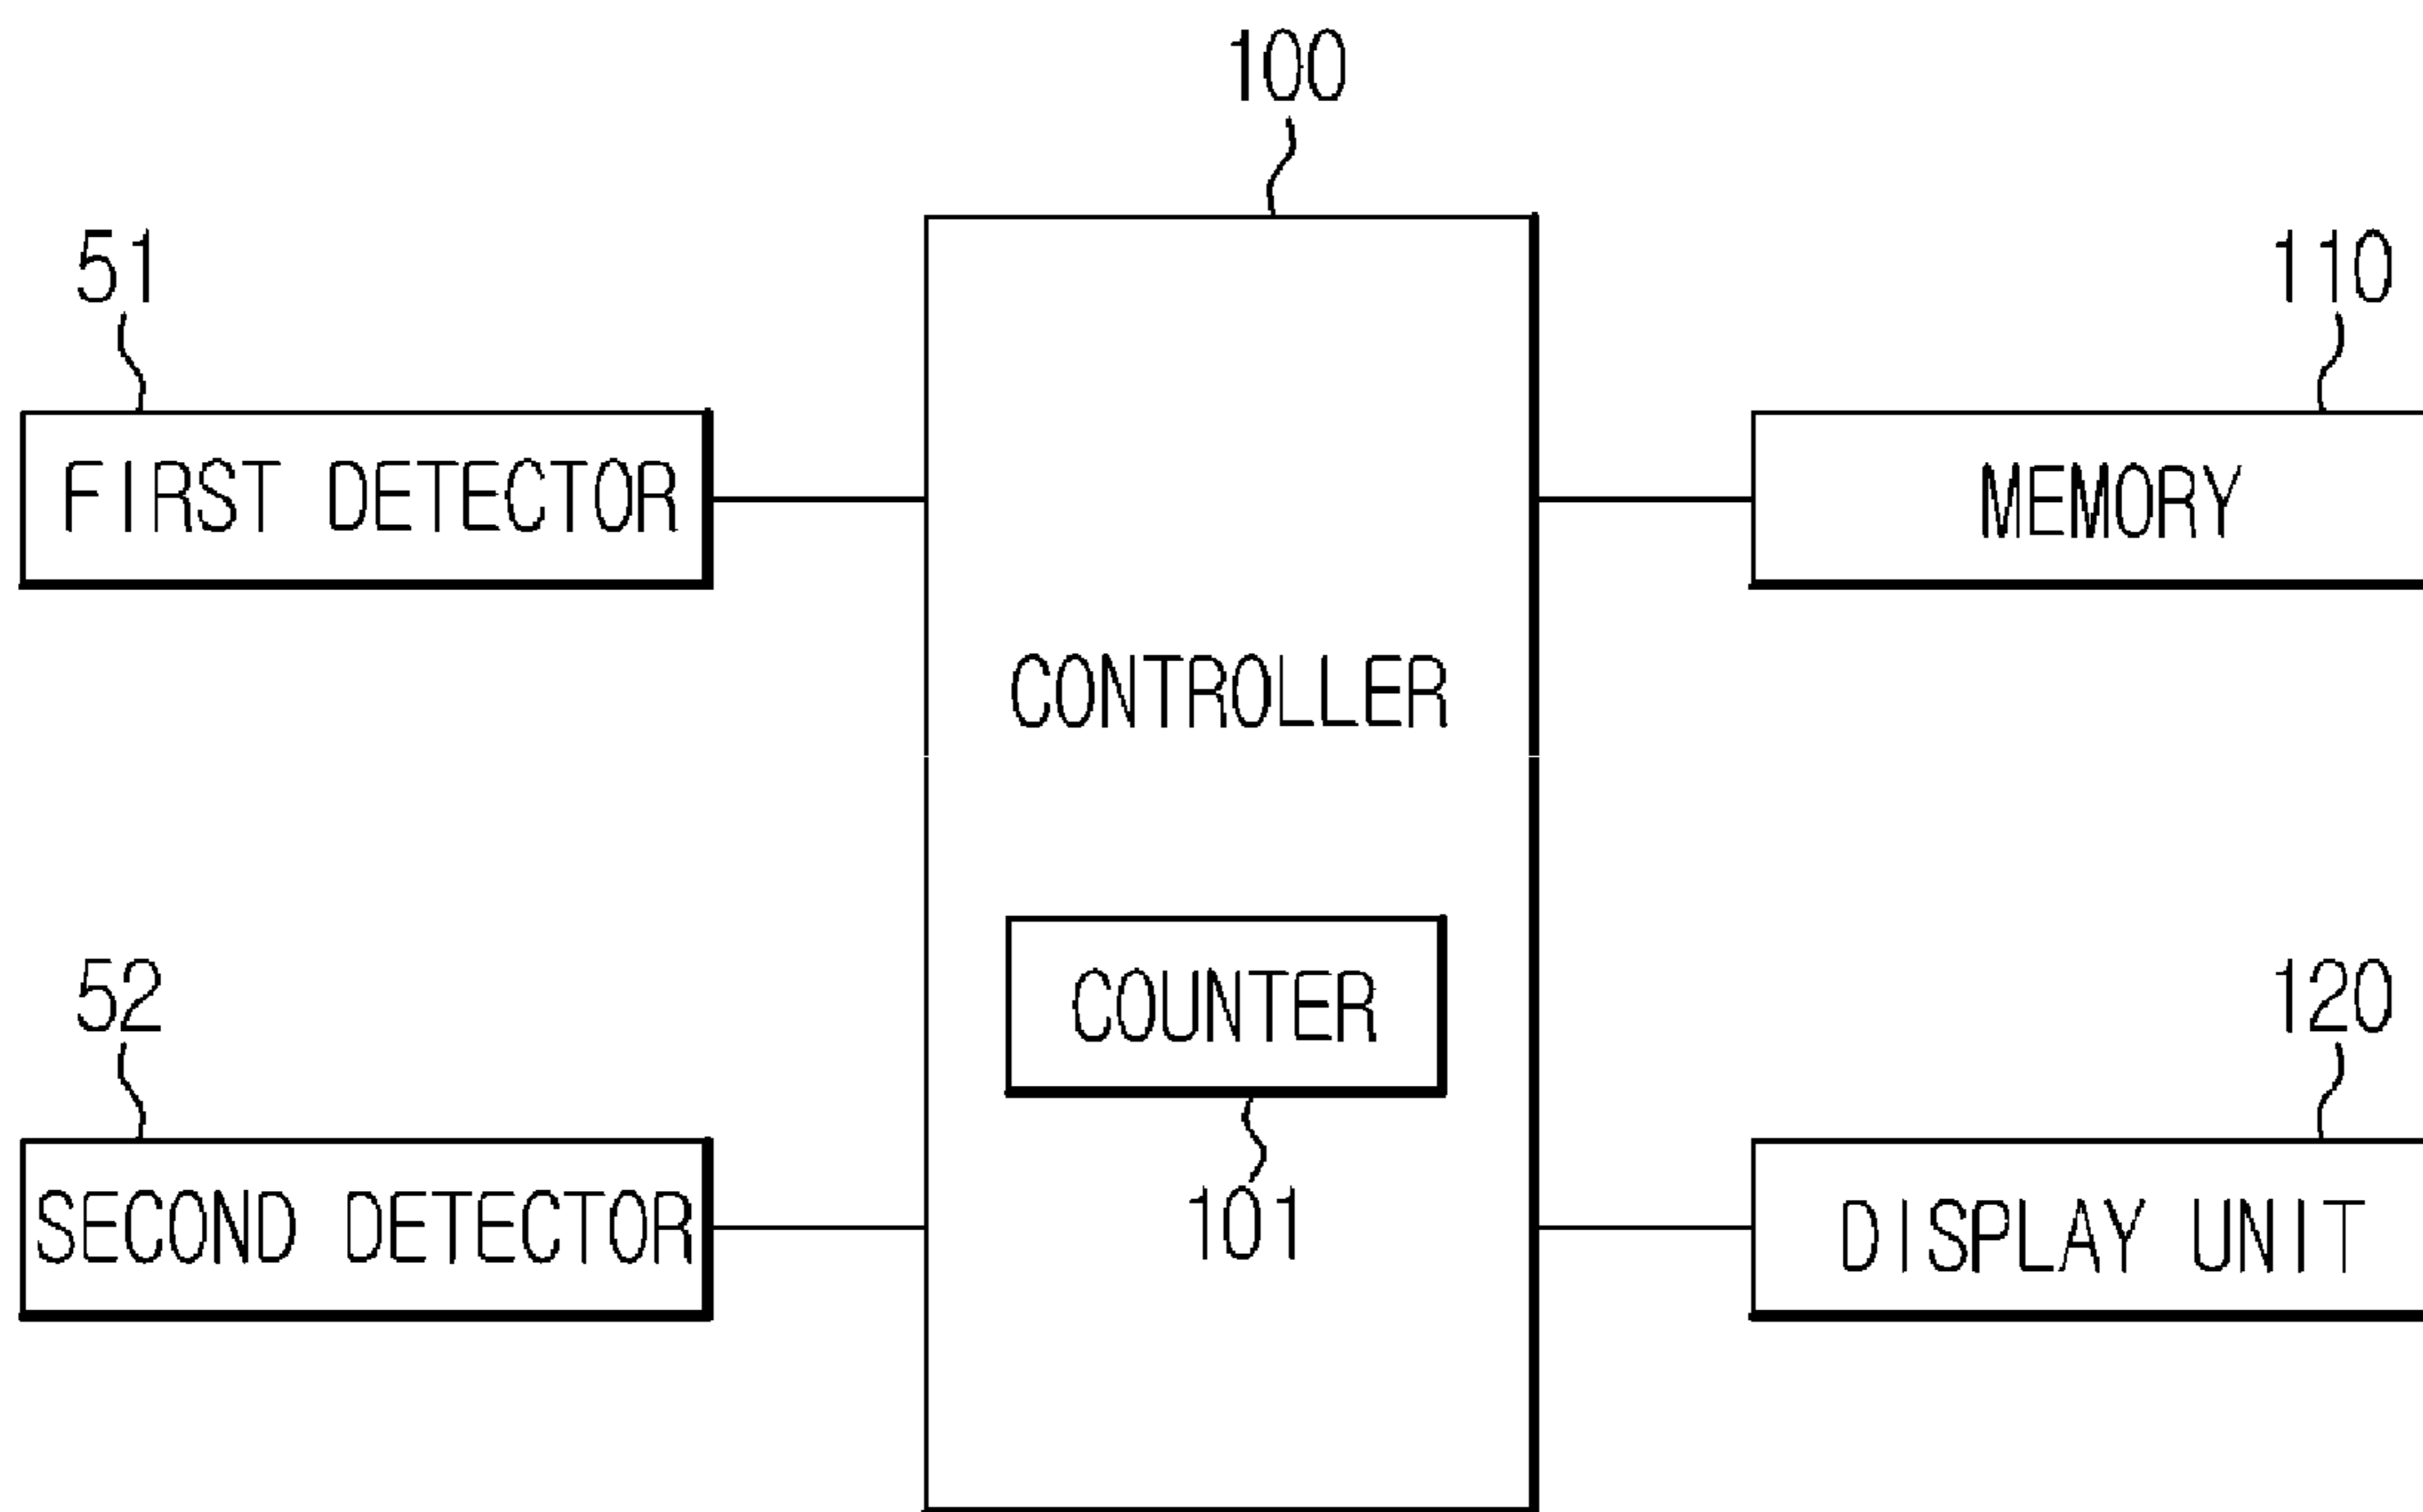 100
51
110
FIRST DETECTOR
MEMORY
CONTROLLER
COUNTER
52
120
101
SECOND DETECTOR
DISPLAY UNIT